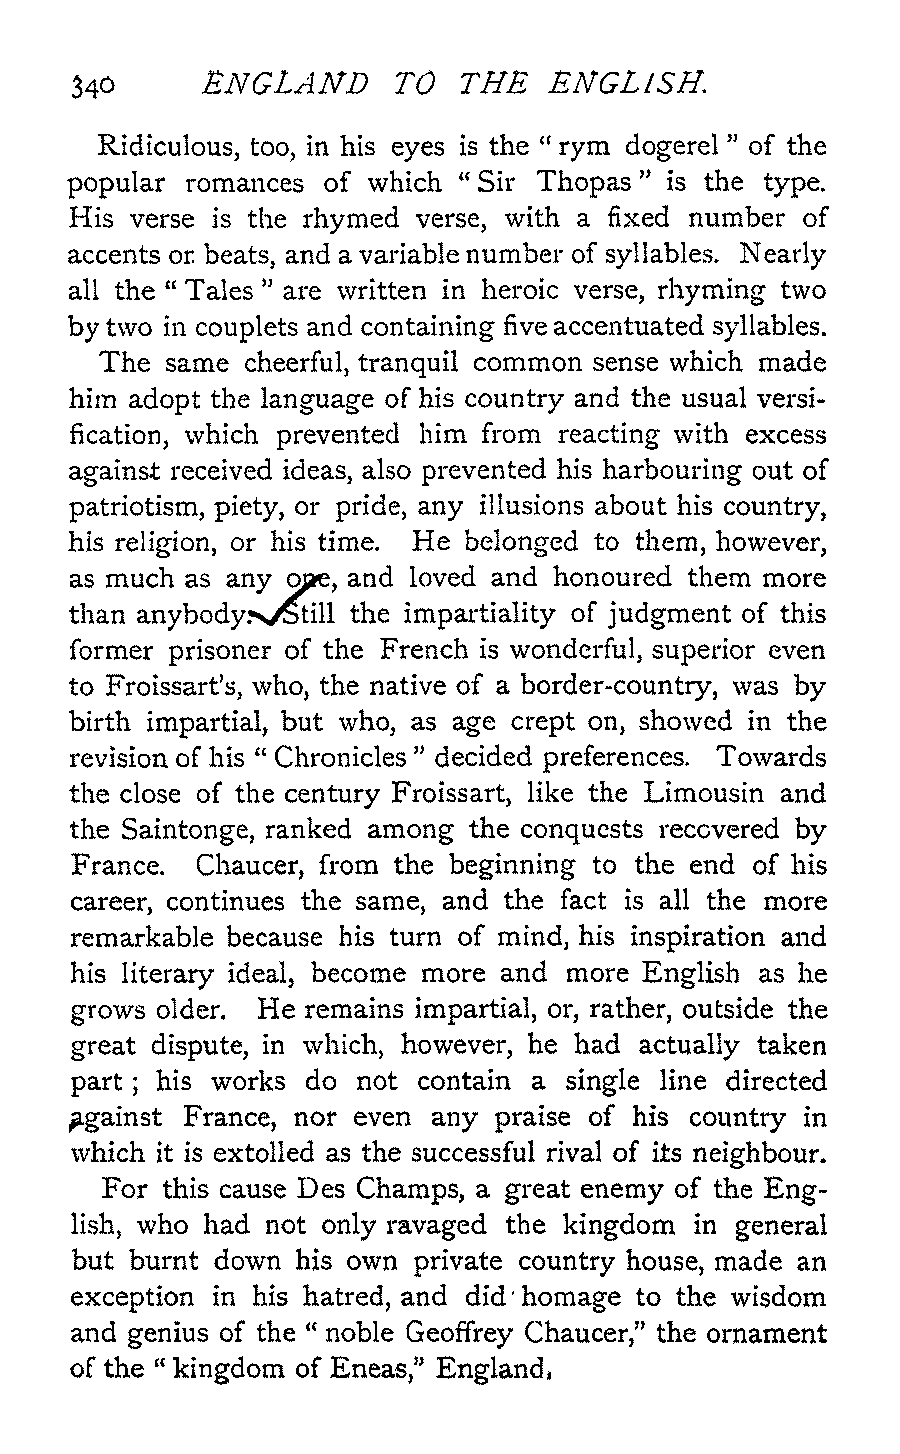 340 ENGLAND TO THE ENGLISH.
Ridiculous, too, in his eyes is the “ rym dogerel ” of the
popular romances of which “ Sir Thopas ” is the type.
His verse is the rhymed verse, with a fixed number of
accents or beats, and a variable number of syllables. Nearly
all the “ Tales ” are written in heroic verse, rhyming two
by two in couplets and containing five accentuated syllables.
The same cheerful, tranquil common sense which made
him adopt the language of his country and the usual versi-
fication, which prevented him from reacting with excess
against received ideas, also prevented his harbouring out of
patriotism, piety, or pride, any illusions about his country,
his religion, or his time. He belonged to them, however,
as much as any one, and loved and honoured them more
than anybody. Still the impartiality of judgment of this
former prisoner of the French is wonderful, superior even
to Froissart’s, who, the native of a border-country, was by
birth impartial, but who, as age crept on, showed in the
revision of his “ Chronicles ” decided preferences. Towards
the close of the century Froissart, like the Limousin and
the Saintonge, ranked among the conquests recovered by
France. Chaucer, from the beginning to the end of his
career, continues the same, and the fact is all the more
remarkable because his turn of mind, his inspiration and
his literary ideal, become more and more English as he
grows older. He remains impartial, or, rather, outside the
great dispute, in which, however, he had actually taken
part ; his works do not contain a single line directed
against France, nor even any praise of his country in
which it is extolled as the successful rival of its neighbour.
For this cause Des Champs, a great enemy of the Eng-
lish, who had not only ravaged the kingdom in general
but burnt down his own private country house, made an
exception in his hatred, and did homage to the wisdom
and genius of the “ noble Geoffrey Chaucer,” the ornament
of the “ kingdom of Eneas,” England.